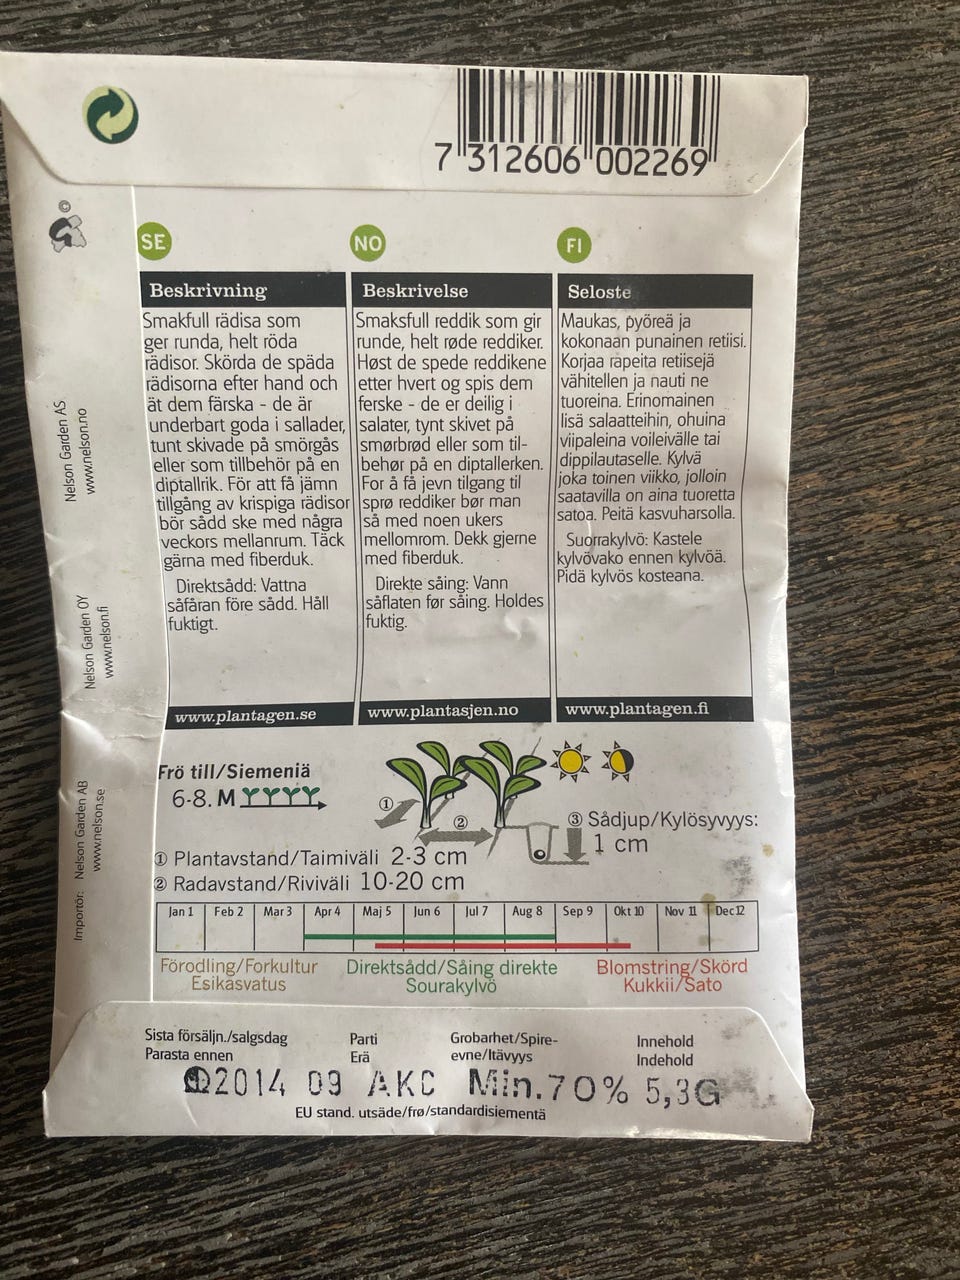 7 312606 002269
©
SE
Beskrivning
Smakfull rädisa som
ger runda, helt röda
rädisor. Skörda de späda
rädisorna efter hand och
ät dem färska - de är
underbart goda i sallader,
tunt skivade på smörgås
eller som tillbehör på en
diptallrik. För att få jämn
tillgång av krispiga rädisor
bör sådd ske med några
veckors mellanrum. Täck
gärna med fiberduk.
Direktsådd: Vattna
såfåran före sådd. Håll
fuktigt.
www.plantagen.se
NO
Beskrivelse
Smaksfull reddik som gir
runde, helt røde reddiker.
Høst de spede reddikene
etter hvert og spis dem
ferske - de er deilig i
salater, tynt skivet på
smørbrød eller som til-
behør på en diptallerken.
For å få jevn tilgang til
sprø reddiker bør man
så med noen ukers
mellomrom. Dekk gjerne
med fiberduk.
Direkte såing: Vann
såflaten før såing. Holdes
fuktig.
www.plantasjen.no
FI
Seloste
Maukas, pyöreä ja
kokonaan punainen retiisi.
Korjaa rapeita retiisejä
vähitellen ja nauti ne
tuoreina. Erinomainen
lisä salaatteihin, ohuina
viipaleina voileivälle tai
dippilautaselle. Kylvä
joka toinen viikko, jolloin
saatavilla on aina tuoretta
satoa. Peitä kasvuharsolla.
Suorrakylvö: Kastele
kylvövako ennen kylvöä.
Pidä kylvös kosteana.
www.plantagen.fi
Nelson Garden AS
www.nelson.no
Nelson Garden OY
www.nelson.fi
Importör: Nelson Garden AB
www.nelson.se
Frö till/Siemeniä
6-8. M
①
②
③ Sådjup/Kylösyvyys:
1 cm
① Plantavstand/Taimiväli 2-3 cm
② Radavstand/Riviväli 10-20 cm
Jan 1 Feb 2 Mar 3 Apr 4 Maj 5 Jun 6 Jul 7 Aug 8 Sep 9 Okt 10 Nov 11 Dec 12
Förodling/Forkultur
Esikasvatus
Direktsådd/Såing direkte
Sourakylvö
Blomstring/Skörd
Kukkii/Sato
Sista försäljn./salgsdag
Parasta ennen
Parti
Erä
Grobarhet/Spire-
evne/Itävyys
Innehold
Indehold
2014 09 AKC Min.70% 5,3G
EU stand. utsäde/frø/standardisiementä